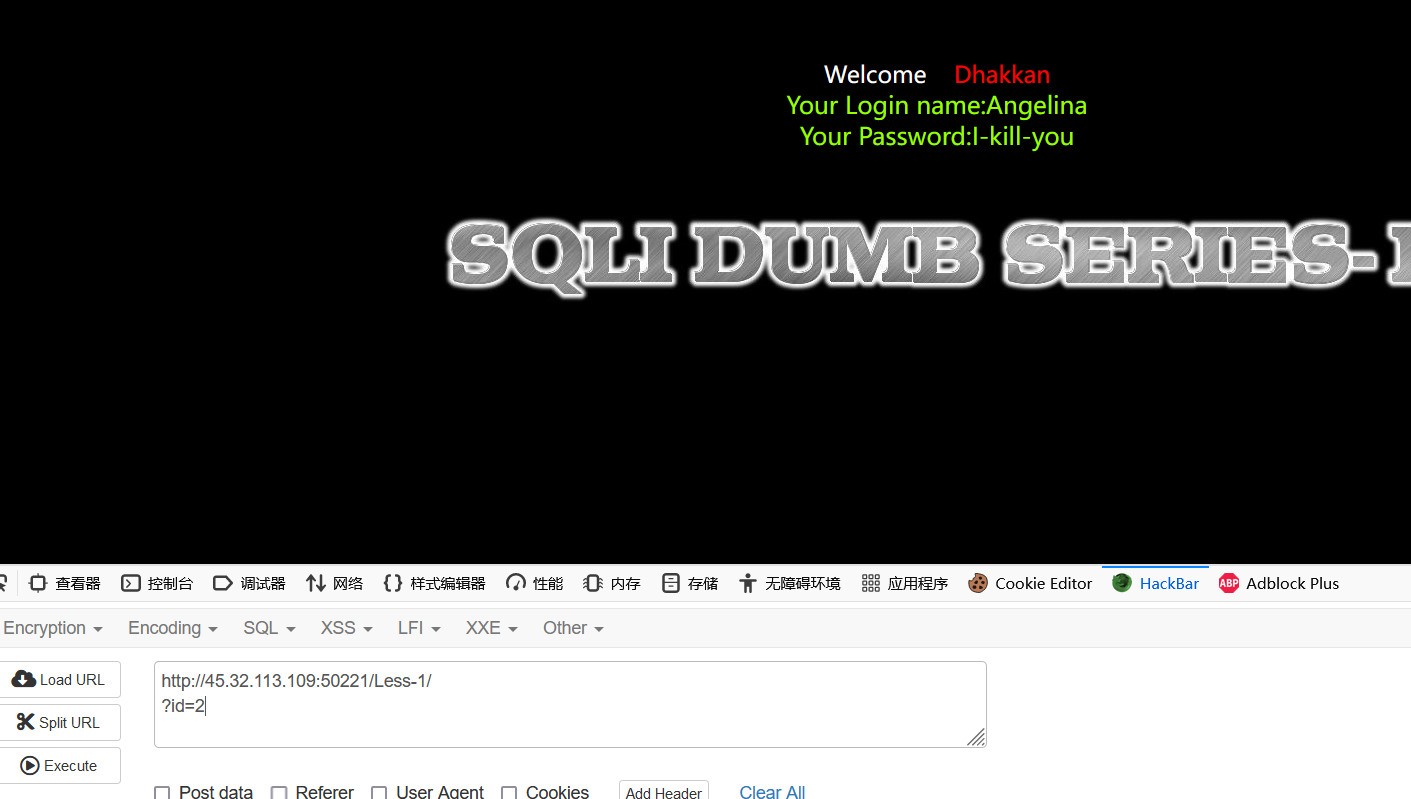 Welcome Dhakkan
Your Login name:Angelina
Your Password:I-kill-you
SQLI DUMB SERIES-
查看器 控制台 调试器 网络 样式编辑器 性能 内存 存储 无障碍环境 应用程序 Cookie Editor HackBar ABP Adblock Plus
Encryption Encoding SQL XSS LFI XXE Other
Load URL
http://45.32.113.109:50221/Less-1/
?id=2
Split URL
Execute
Post data Referer User Agent Cookies Add Header Clear All